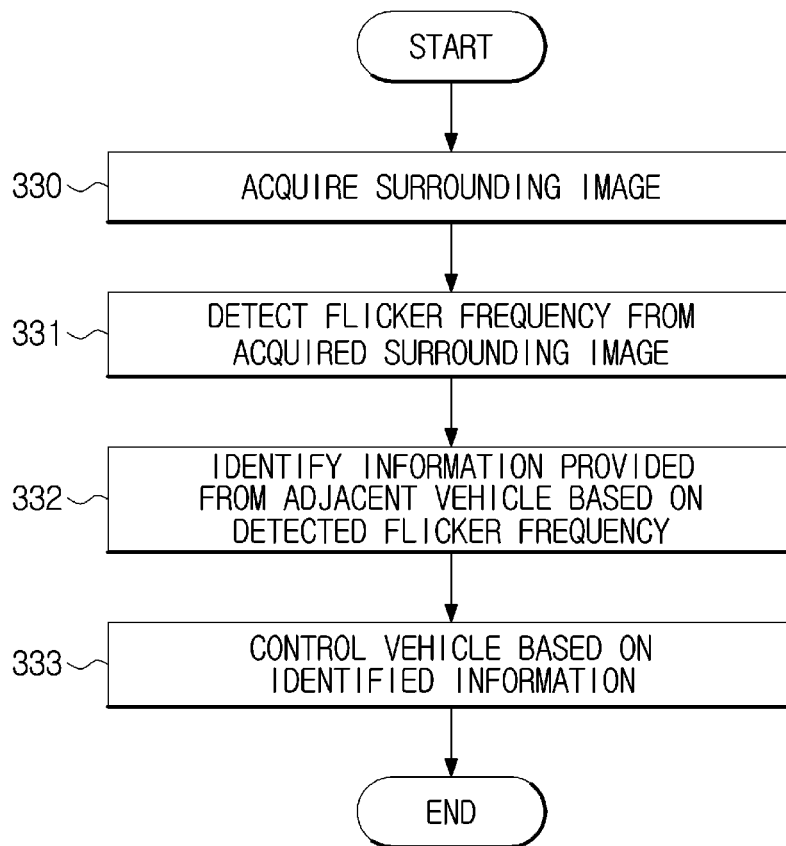 START
330
ACQUIRE SURROUNDING IMAGE
331
DETECT FLICKER FREQUENCY FROM
ACQUIRED SURROUNDING IMAGE
332
IDENTIFY INFORMATION PROVIDED
FROM ADJACENT VEHICLE BASED ON
DETECTED FLICKER FREQUENCY
333
CONTROL VEHICLE BASED ON
IDENTIFIED INFORMATION
END